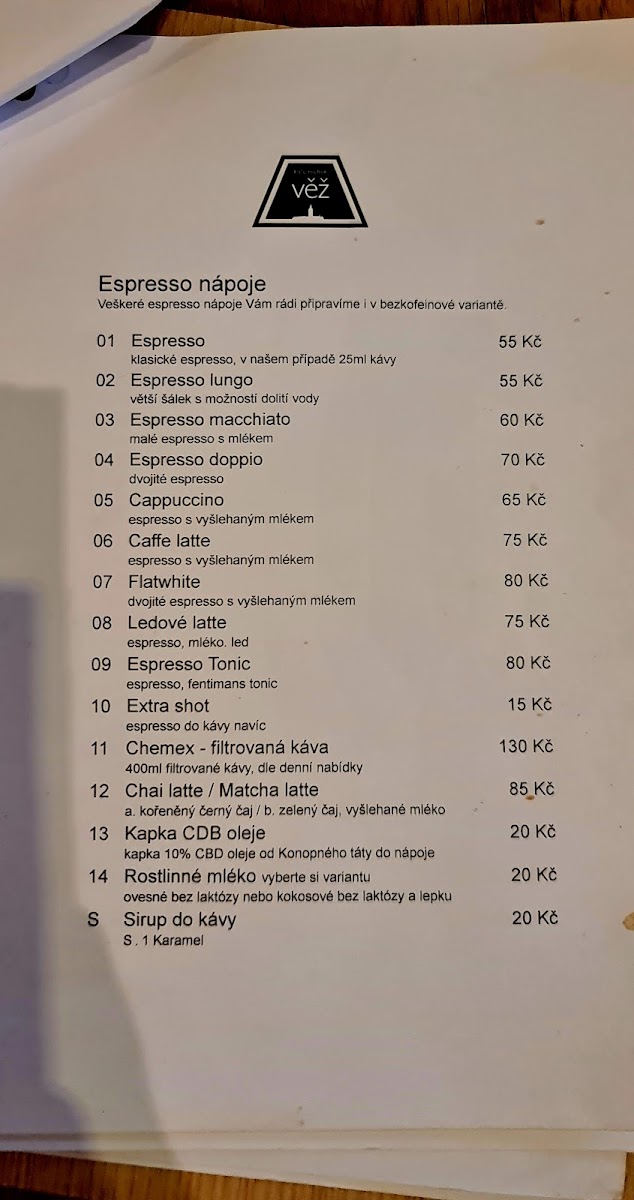 věž
Espresso nápoje
Veškeré espresso nápoje Vám rádi připravíme i v bezkofeinové variantě.
01 Espresso 55 Kč
klasické espresso, v našem případě 25ml kávy
02 Espresso lungo 55 Kč
větší šálek s možností dolití vody
03 Espresso macchiato 60 Kč
malé espresso s mlékem
04 Espresso doppio 70 Kč
dvojité espresso
05 Cappuccino 65 Kč
espresso s vyšlehaným mlékem
06 Caffe latte 75 Kč
espresso s vyšlehaným mlékem
07 Flatwhite 80 Kč
dvojité espresso s vyšlehaným mlékem
08 Ledové latte 75 Kč
espresso, mléko. led
09 Espresso Tonic 80 Kč
espresso, fentimans tonic
10 Extra shot 15 Kč
espresso do kávy navíc
11 Chemex - filtrovaná káva 130 Kč
400ml filtrované kávy, dle denní nabídky
12 Chai latte / Matcha latte 85 Kč
a. kořeněný černý čaj / b. zelený čaj, vyšlehané mléko
13 Kapka CDB oleje 20 Kč
kapka 10% CBD oleje od Konopného táty do nápoje
14 Rostlinné mléko vyberte si variantu 20 Kč
ovesné bez laktózy nebo kokosové bez laktózy a lepku
S Sirup do kávy 20 Kč
S . 1 Karamel